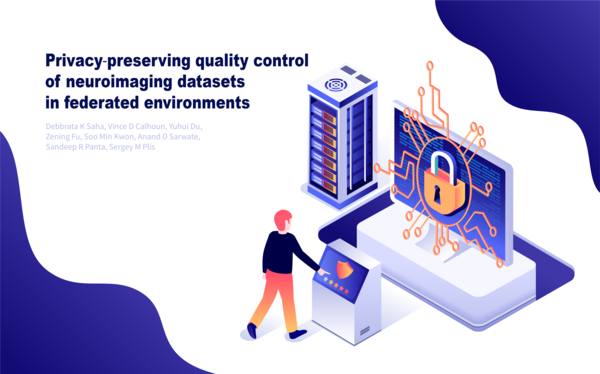 Privacy-preserving quality control
of neuroimaging datasets
in federated environments
Debbrata K Saha, Vince D Calhoun, Yuhui Du,
Zening Fu, Soo Min Kwon, Anand D Sarwate,
Sandeep R Panta, Sergey M Plis